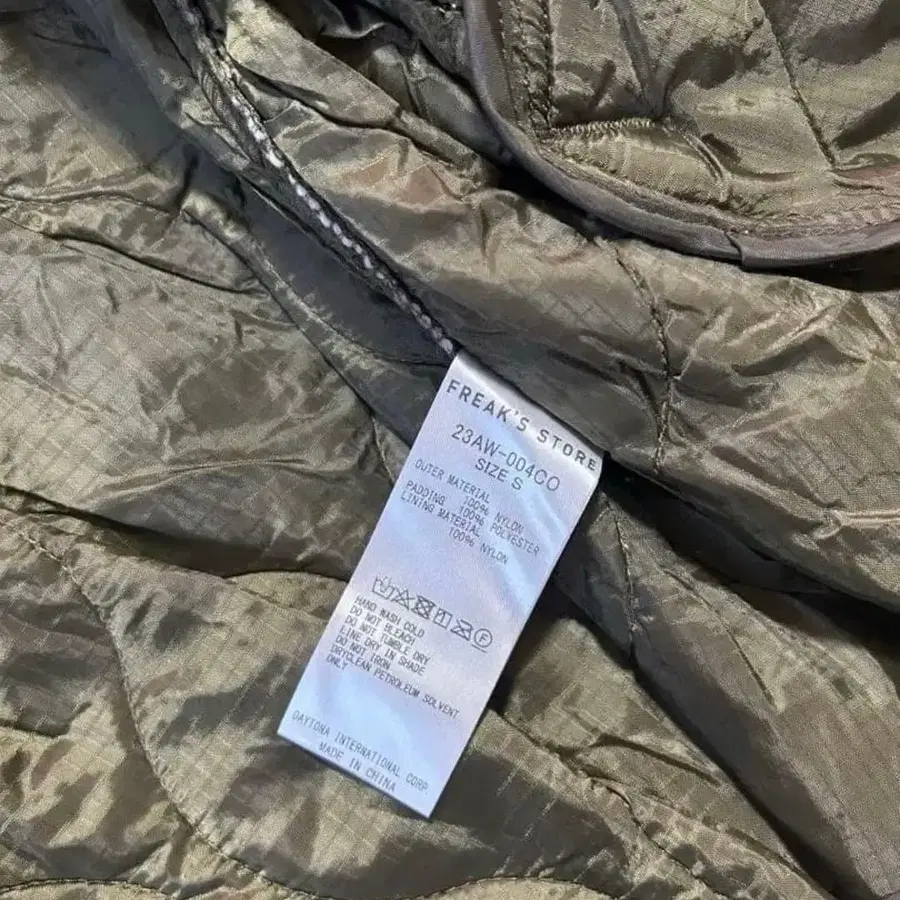 FREAK'S STORE
23AW-004CO
SIZE S
OUTER MATERIAL
100% NYLON
PADDING
100% POLYESTER
LINING MATERIAL
100% NYLON
HAND WASH COLD
DO NOT BLEACH
DO NOT TUMBLE DRY
LINE DRY IN SHADE
DO NOT IRON
DRYCLEAN PETROLEUM SOLVENT
ONLY
DAYTONA INTERNATIONAL CORP.
MADE IN CHINA